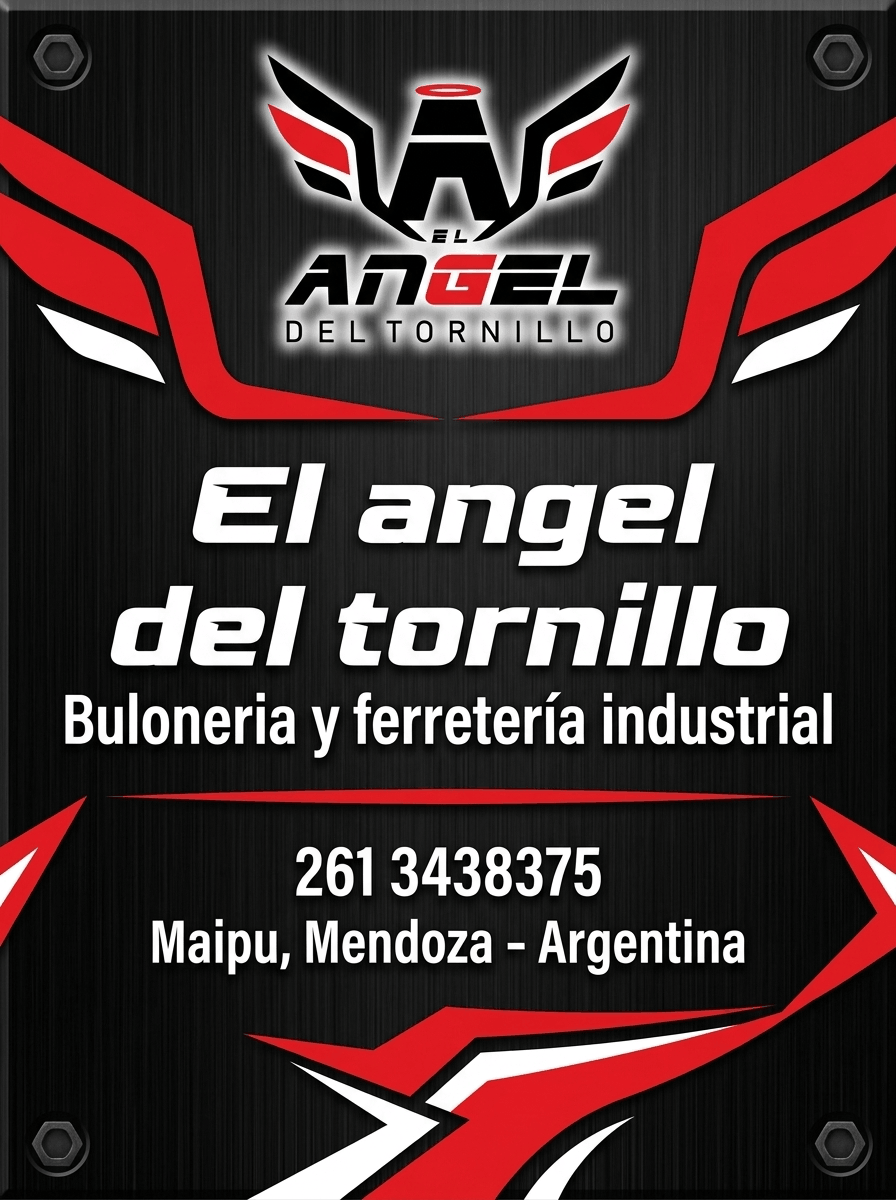 EL
ANGEL
DEL TORNILLO
El angel
del tornillo
Buloneria y ferretería industrial
261 3438375
Maipu, Mendoza - Argentina